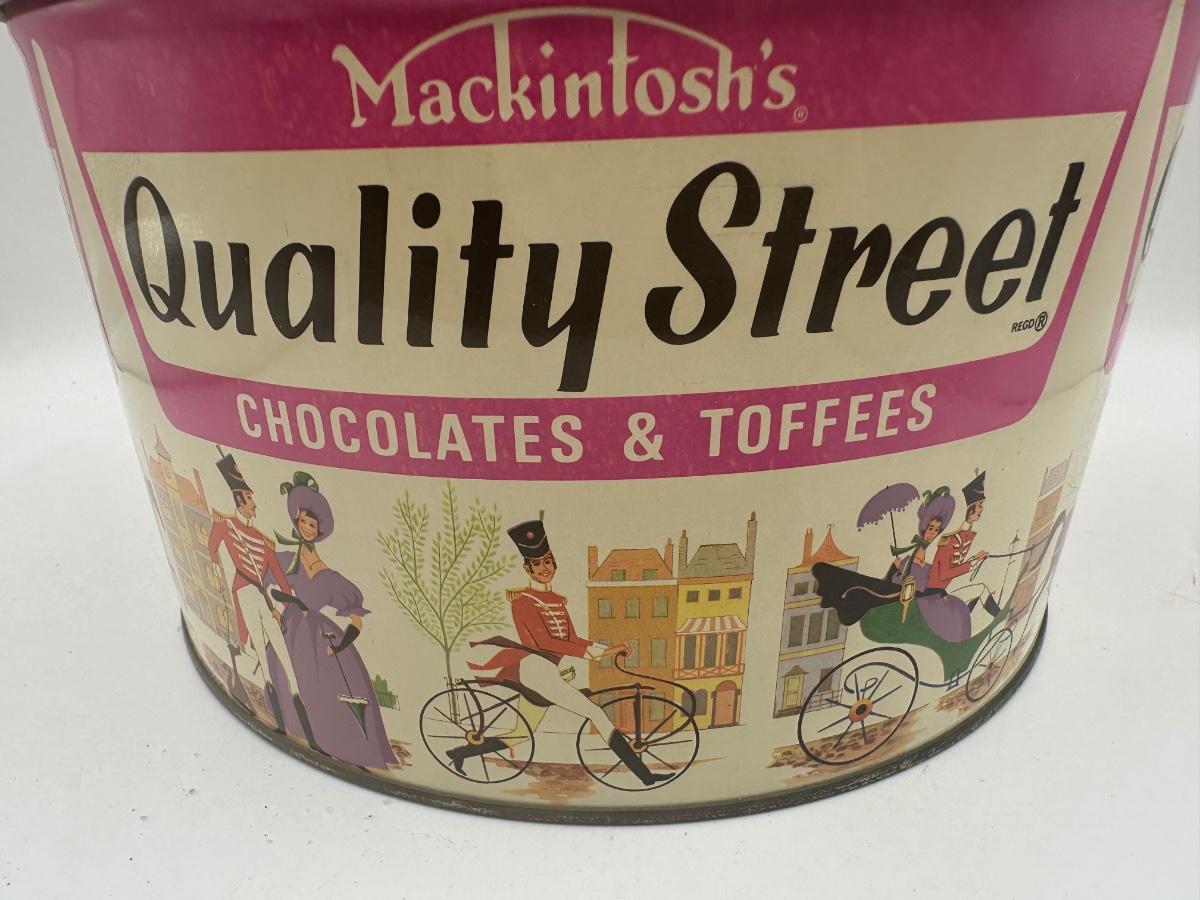 Mackintosh's ®
Quality Street
REGD ®
CHOCOLATES & TOFFEES